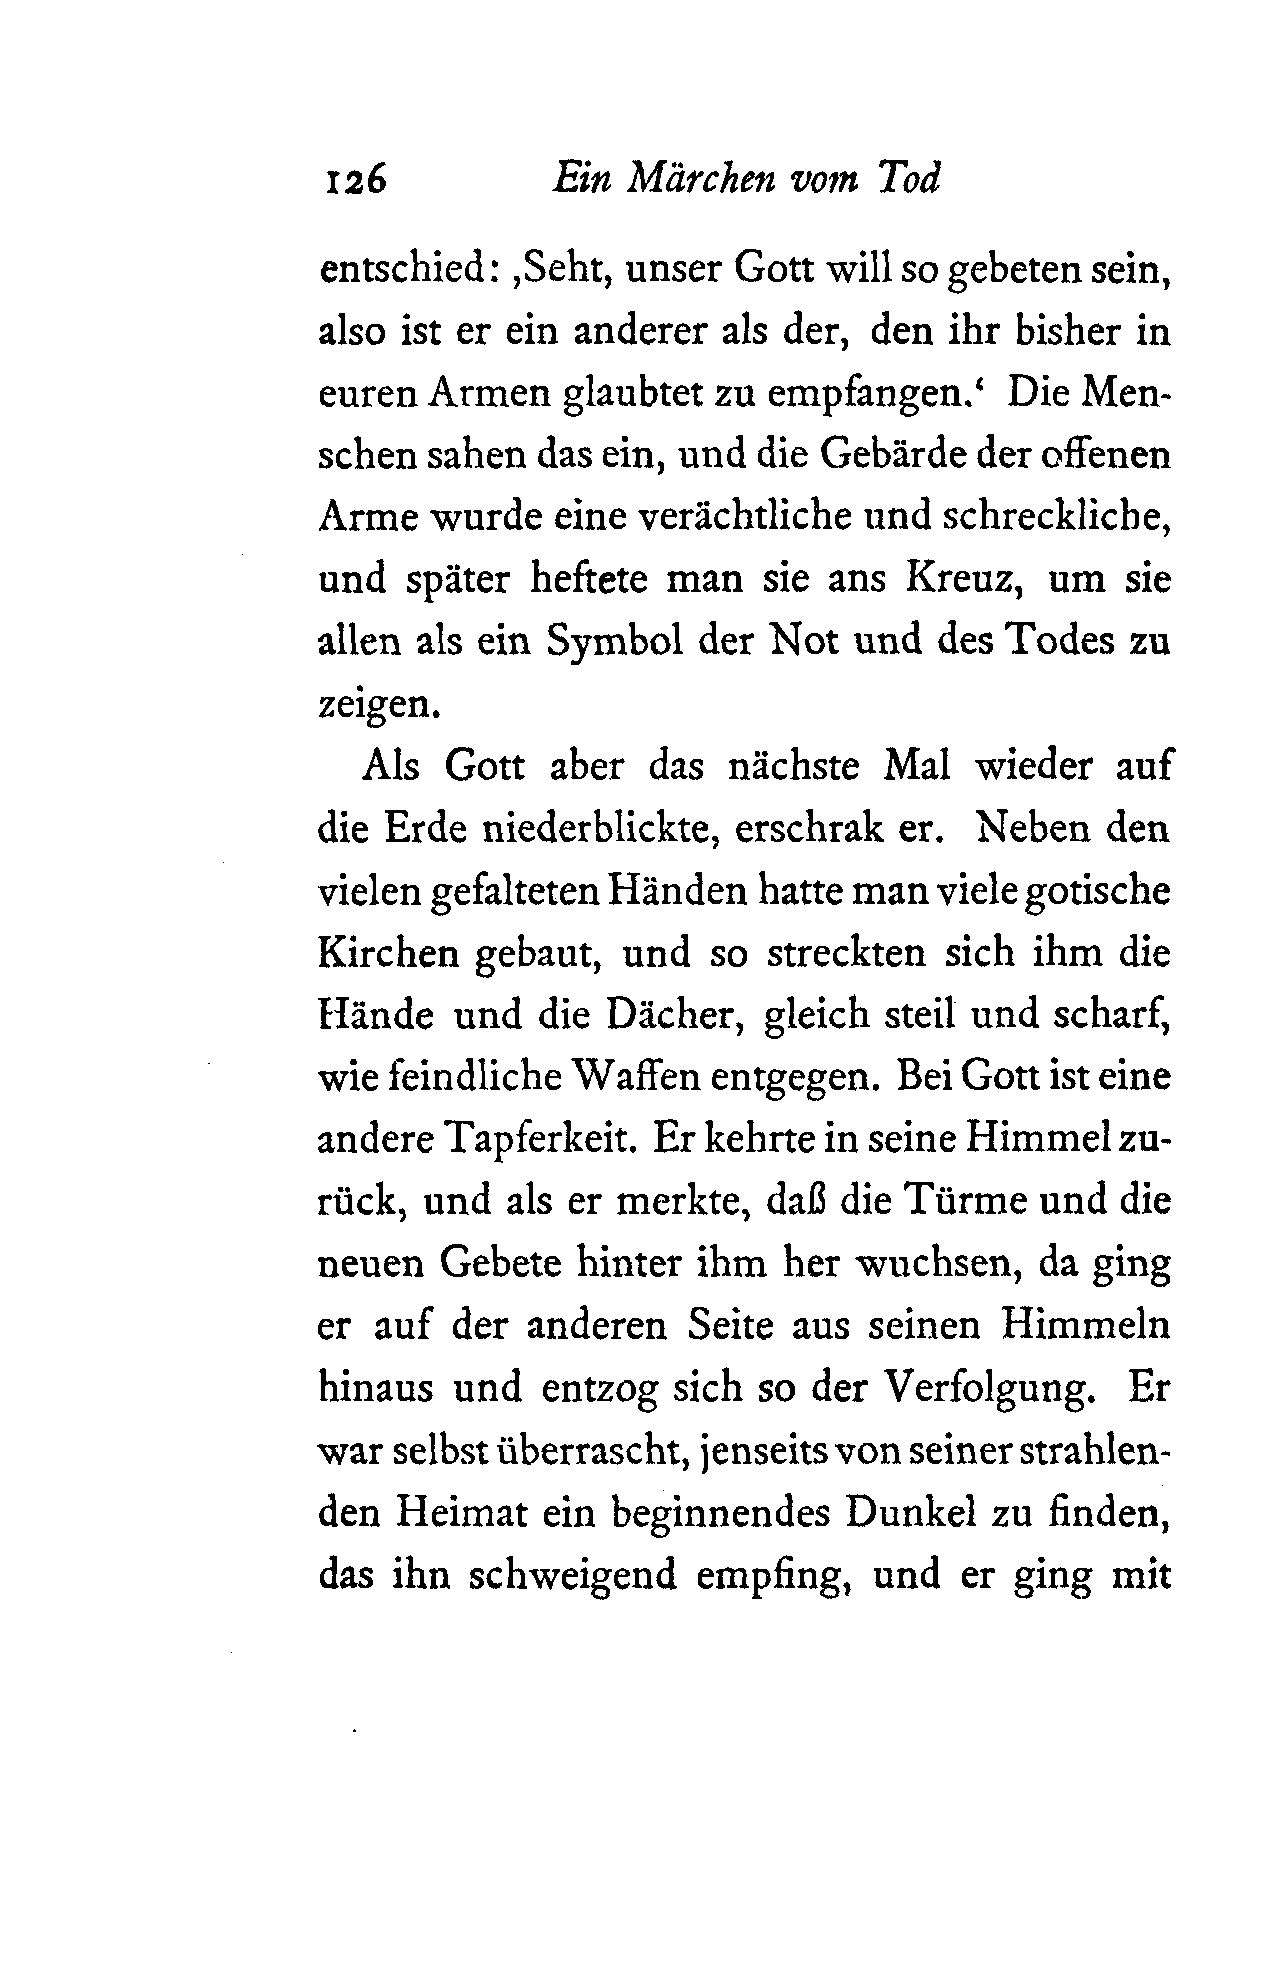 126 Ein Märchen vom Tod
entschied: ‚Seht, unser Gott will so gebeten sein,
also ist er ein anderer als der, den ihr bisher in
euren Armen glaubtet zu empfangen.‘ Die Men-
schen sahen das ein, und die Gebärde der offenen
Arme wurde eine verächtliche und schreckliche,
und später heftete man sie ans Kreuz, um sie
allen als ein Symbol der Not und des Todes zu
zeigen.
Als Gott aber das nächste Mal wieder auf
die Erde niederblickte, erschrak er. Neben den
vielen gefalteten Händen hatte man viele gotische
Kirchen gebaut, und so streckten sich ihm die
Hände und die Dächer, gleich steil und scharf,
wie feindliche Waffen entgegen. Bei Gott ist eine
andere Tapferkeit. Er kehrte in seine Himmel zu-
rück, und als er merkte, daß die Türme und die
neuen Gebete hinter ihm her wuchsen, da ging
er auf der anderen Seite aus seinen Himmeln
hinaus und entzog sich so der Verfolgung. Er
war selbst überrascht, jenseits von seiner strahlen-
den Heimat ein beginnendes Dunkel zu finden,
das ihn schweigend empfing, und er ging mit